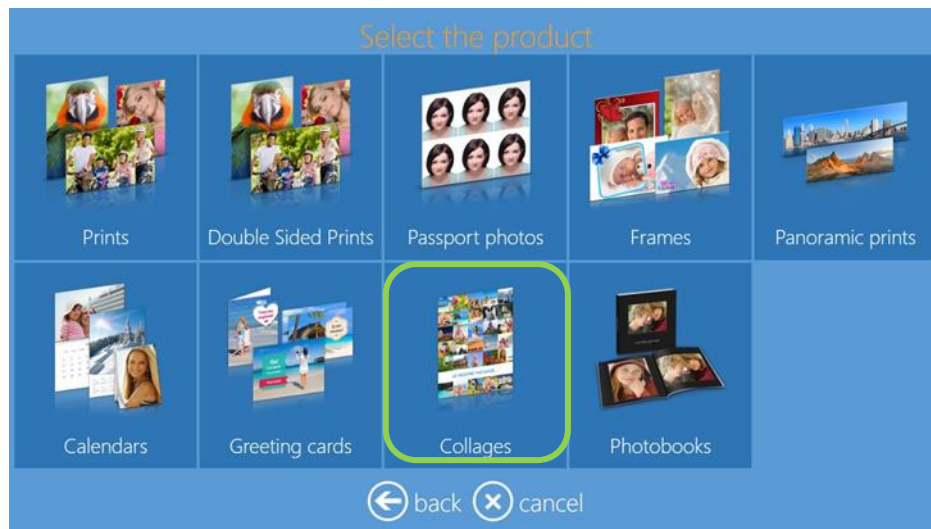 Select the product
Prints
Double Sided Prints
Passport photos
Frames
Panoramic prints
Calendars
Greeting cards
Collages
Photobooks
back
cancel